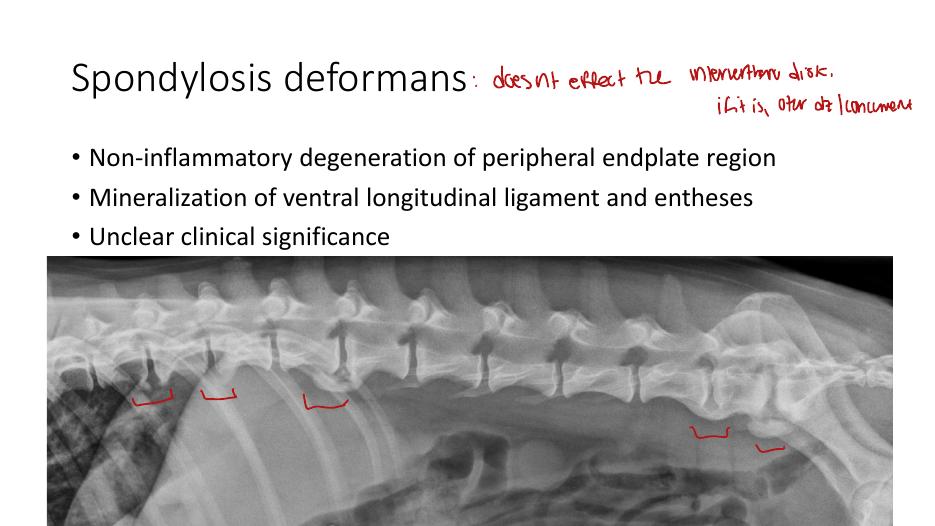 Spondylosis deformans: doesnt effect the intervertbru disk.
if it is, other dz/concurrent
• Non-inflammatory degeneration of peripheral endplate region
• Mineralization of ventral longitudinal ligament and entheses
• Unclear clinical significance